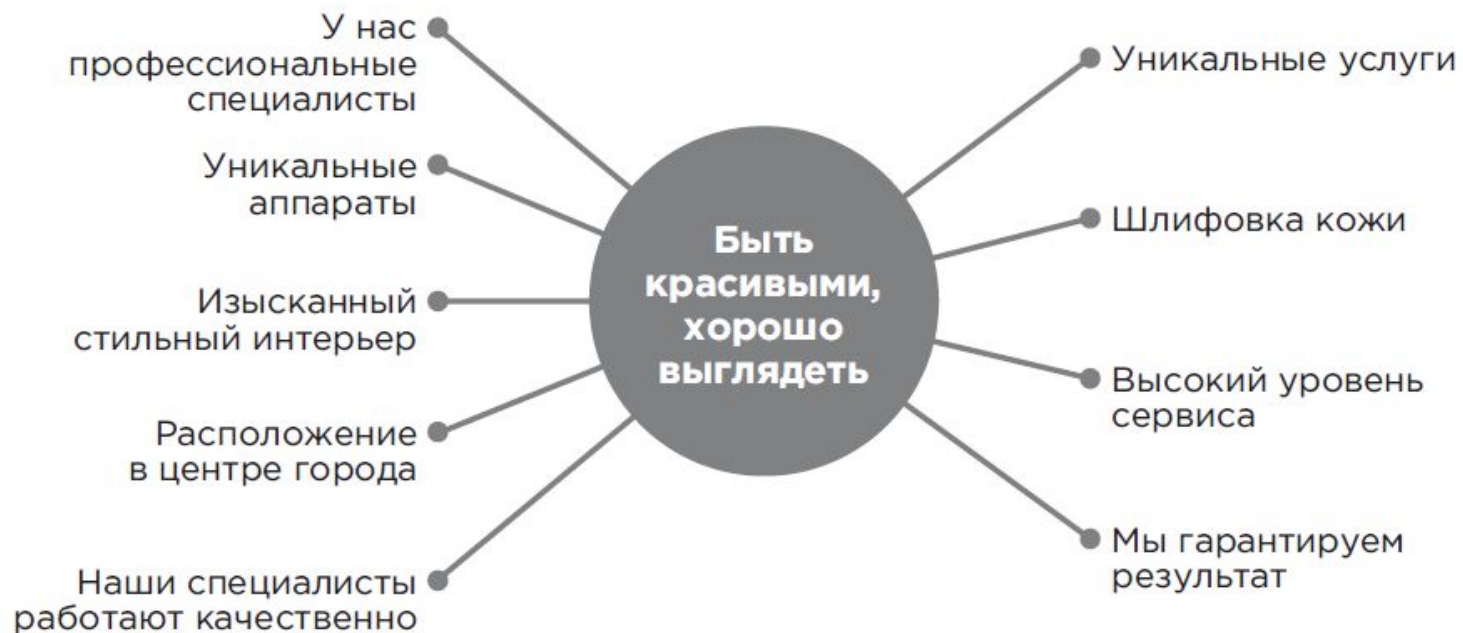 У нас
профессиональные
специалисты
Уникальные
аппараты
Изысканный
стильный интерьер
Расположение
в центре города
Наши специалисты
работают качественно
Быть
красивыми,
хорошо
выглядеть
Уникальные услуги
Шлифовка кожи
Высокий уровень
сервиса
Мы гарантируем
результат